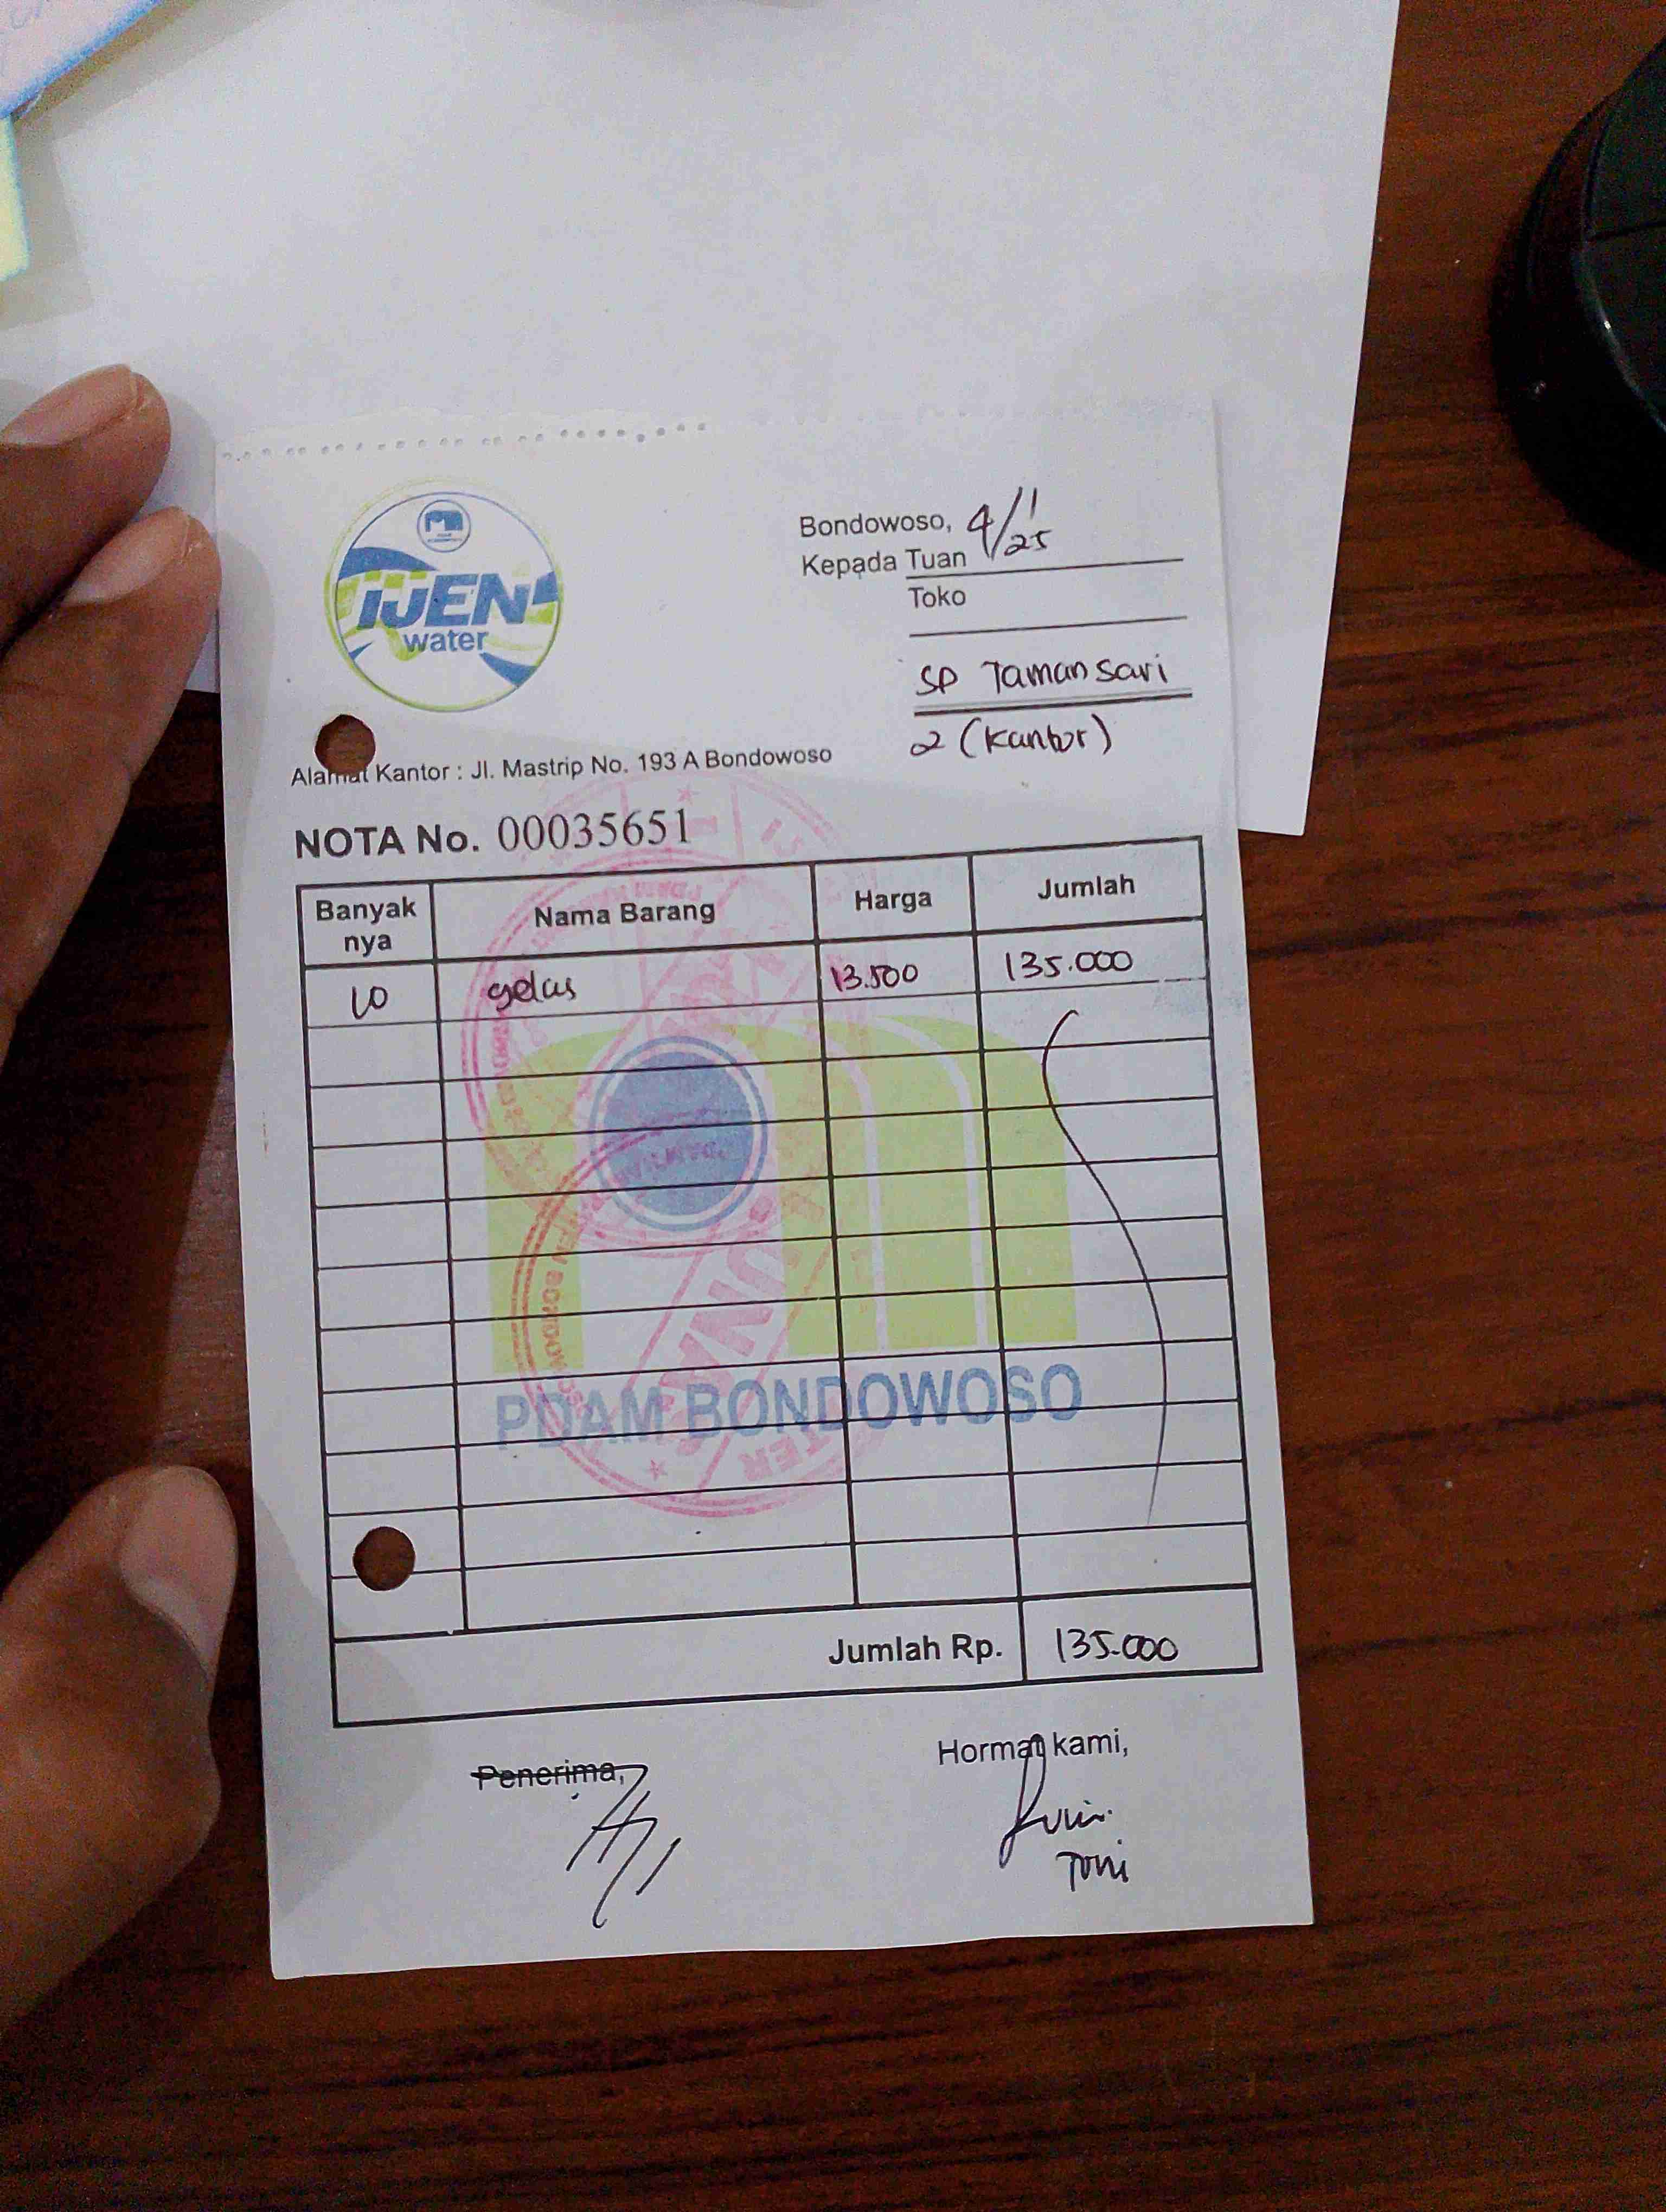 IJEN
water
Bondowoso, 4/1/25
Kepada Tuan
Toko
SP Taman Sari
2 (Kantor)
Alamat Kantor : Jl. Mastrip No. 193 A Bondowoso
NOTA No. 00035651
Banyak nya Nama Barang Harga Jumlah
10 gelas 13.500 135.000
PDAM BONDOWOSO
Jumlah Rp. 135.000
Penerima, Hormat kami,
Toni